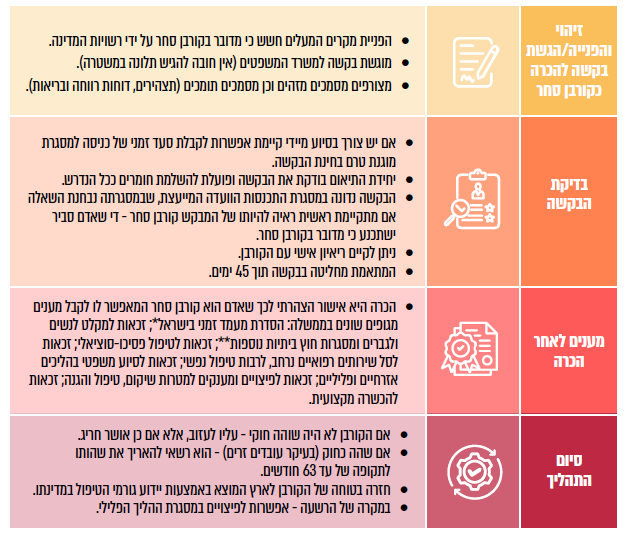 זיהוי
והפנייה/הגשת
בקשה להכרה
כקורבן סחר
● הפניית מקרים המעלים חשש כי מדובר בקורבן סחר על ידי רשויות המדינה.
● מוגשת בקשה למשרד המשפטים (אין חובה להגיש תלונה במשטרה).
● מצורפים מסמכים מזהים וכן מסמכים תומכים (תצהירים, דוחות רווחה ובריאות).
בדיקת
הבקשה
● אם יש צורך בסיוע מיידי קיימת אפשרות לקבלת סעד זמני של כניסה למסגרת
מוגנת טרם בחינת הבקשה.
● יחידת התיאום בודקת את הבקשה ופועלת להשלמת חומרים ככל הנדרש.
● הבקשה נדונה במסגרת התכנסות הוועדה המייעצת, שבמסגרתה נבחנת השאלה
אם מתקיימת ראשית ראיה להיותו של המבקש קורבן סחר - די שאדם סביר
ישתכנע כי מדובר בקורבן סחר.
● ניתן לקיים ריאיון אישי עם הקורבן.
● המתאמת מחליטה בבקשה תוך 45 ימים.
מענים לאחר
הכרה
● הכרה היא אישור הצהרתי לכך שאדם הוא קורבן סחר המאפשר לו לקבל מענים
מגופים שונים בממשלה: הסדרת מעמד זמני בישראל*; זכאות למקלט לנשים
ולגברים ומסגרות חוץ ביתיות נוספות**; זכאות לטיפול פסיכו-סוציאלי; זכאות
לסל שירותים רפואיים נרחב, לרבות טיפול נפשי; זכאות לסיוע משפטי בהליכים
אזרחיים ופליליים; זכאות לפיצויים ומענקים למטרות שיקום, טיפול והגנה; זכאות
להכשרה מקצועית.
סיום
התהליך
● אם הקורבן לא היה שוהה חוקי - עליו לעזוב, אלא אם כן אושר חריג.
● אם שהה כחוק (בעיקר עובדים זרים) - הוא רשאי להאריך את שהותו
לתקופה של עד 63 חודשים.
● חזרה בטוחה של הקורבן לארץ המוצא באמצעות יידוע גורמי הטיפול במדינתו.
● במקרה של הרשעה - אפשרות לפיצויים במסגרת ההליך הפלילי.